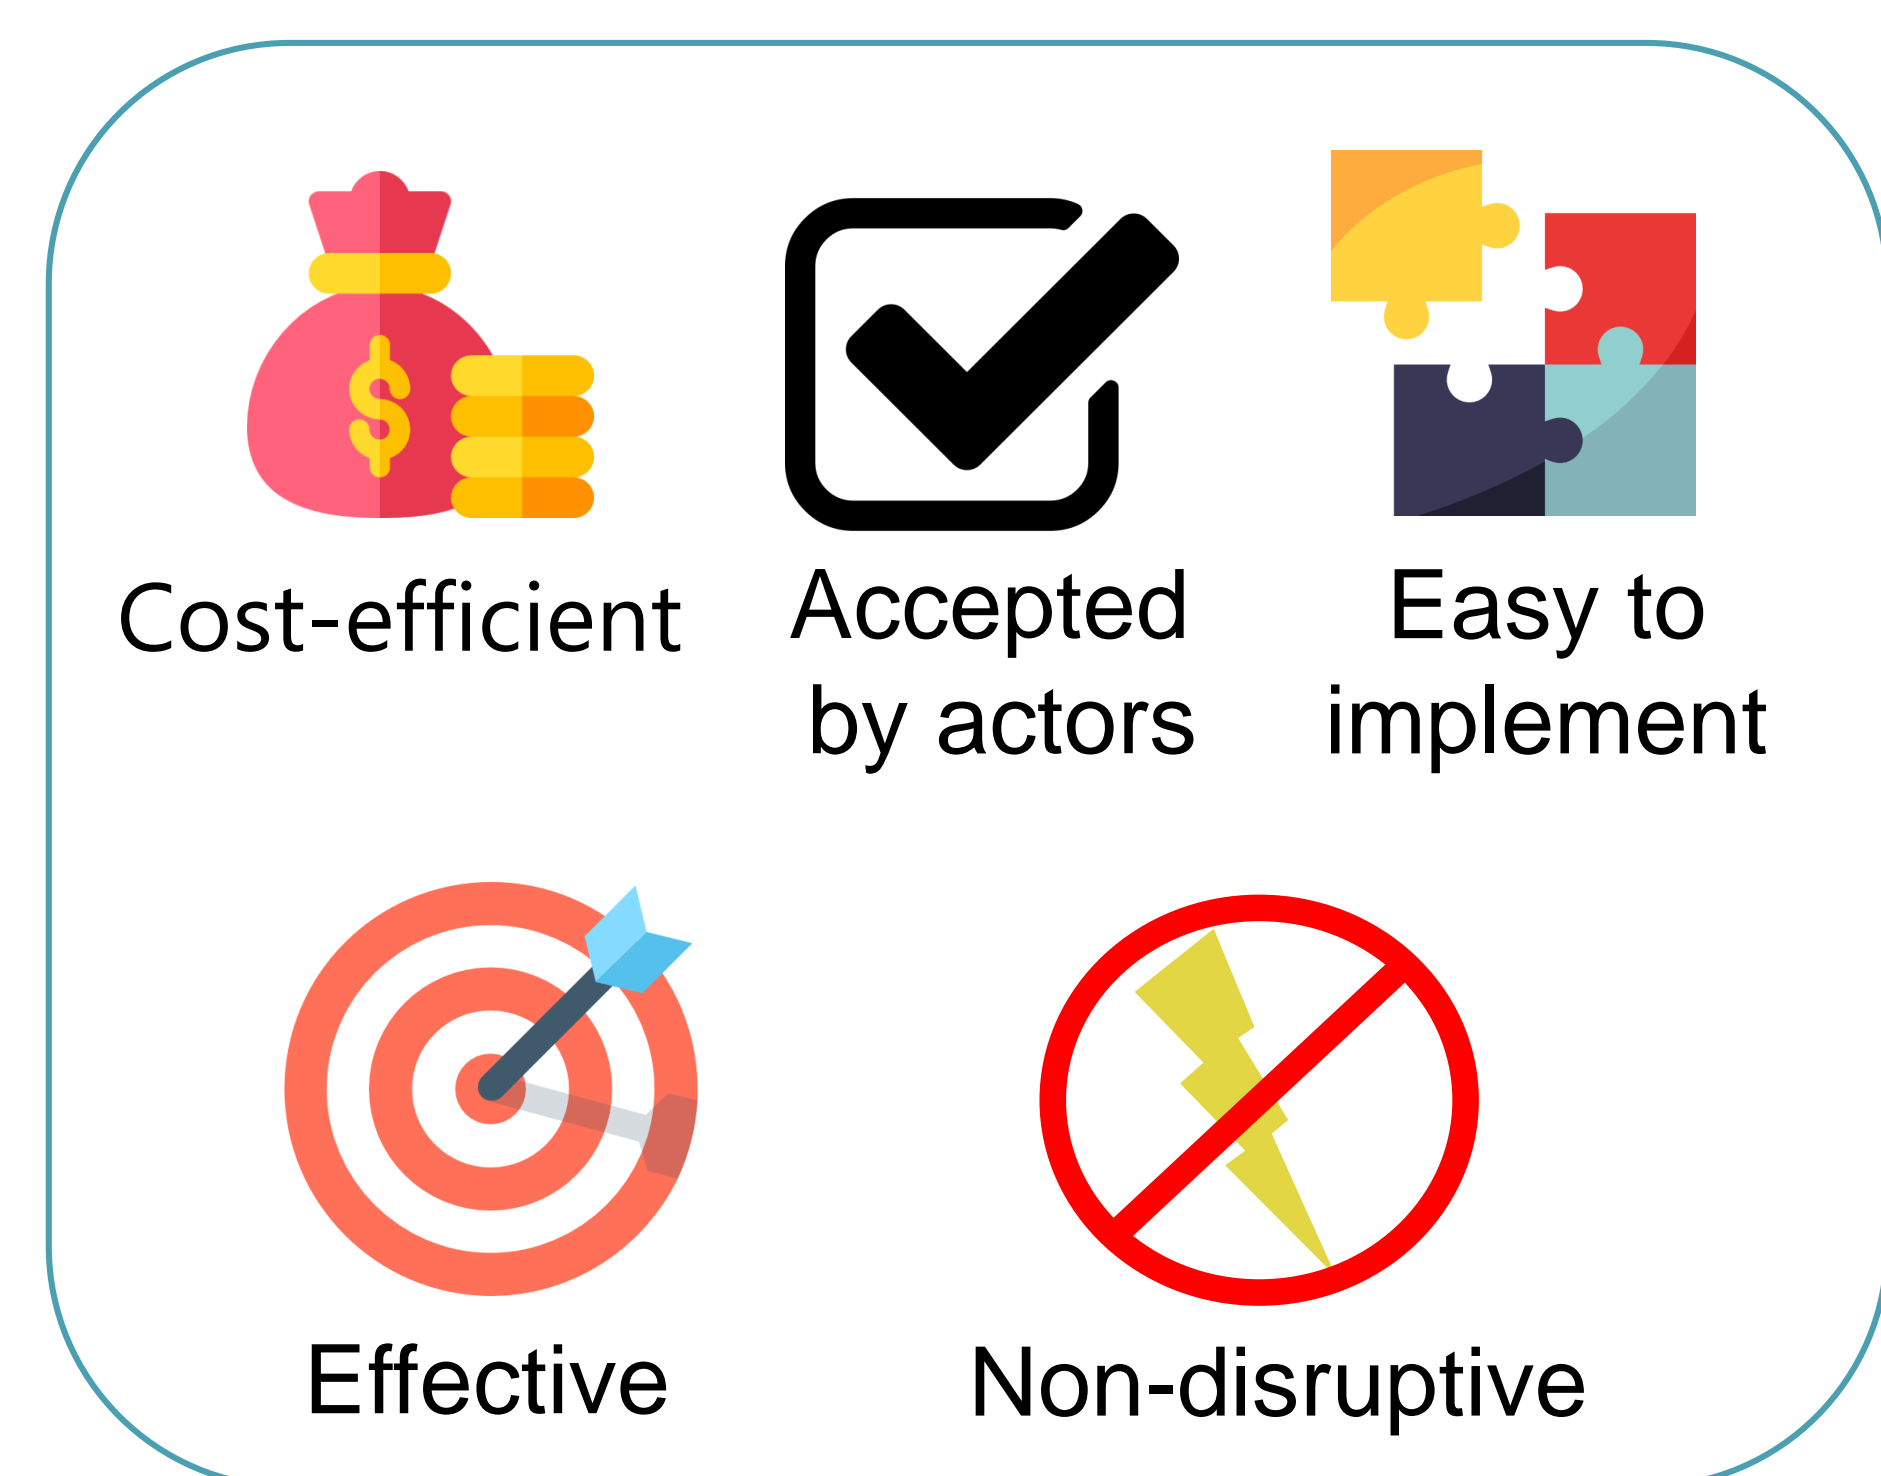 $
Cost-efficient
Accepted
by actors
Easy to
implement
Effective
Non-disruptive